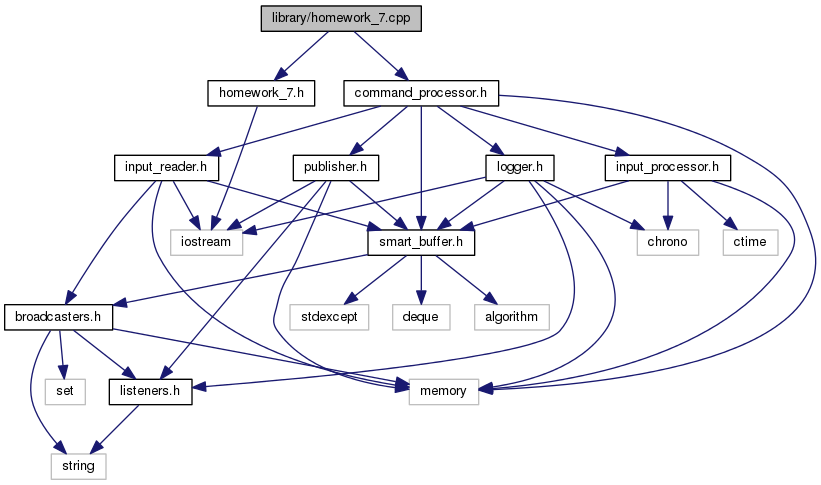 library/homework_7.cpp
homework_7.h
command_processor.h
input_reader.h
publisher.h
logger.h
input_processor.h
iostream
smart_buffer.h
chrono
ctime
broadcasters.h
stdexcept
deque
algorithm
set
listeners.h
memory
string